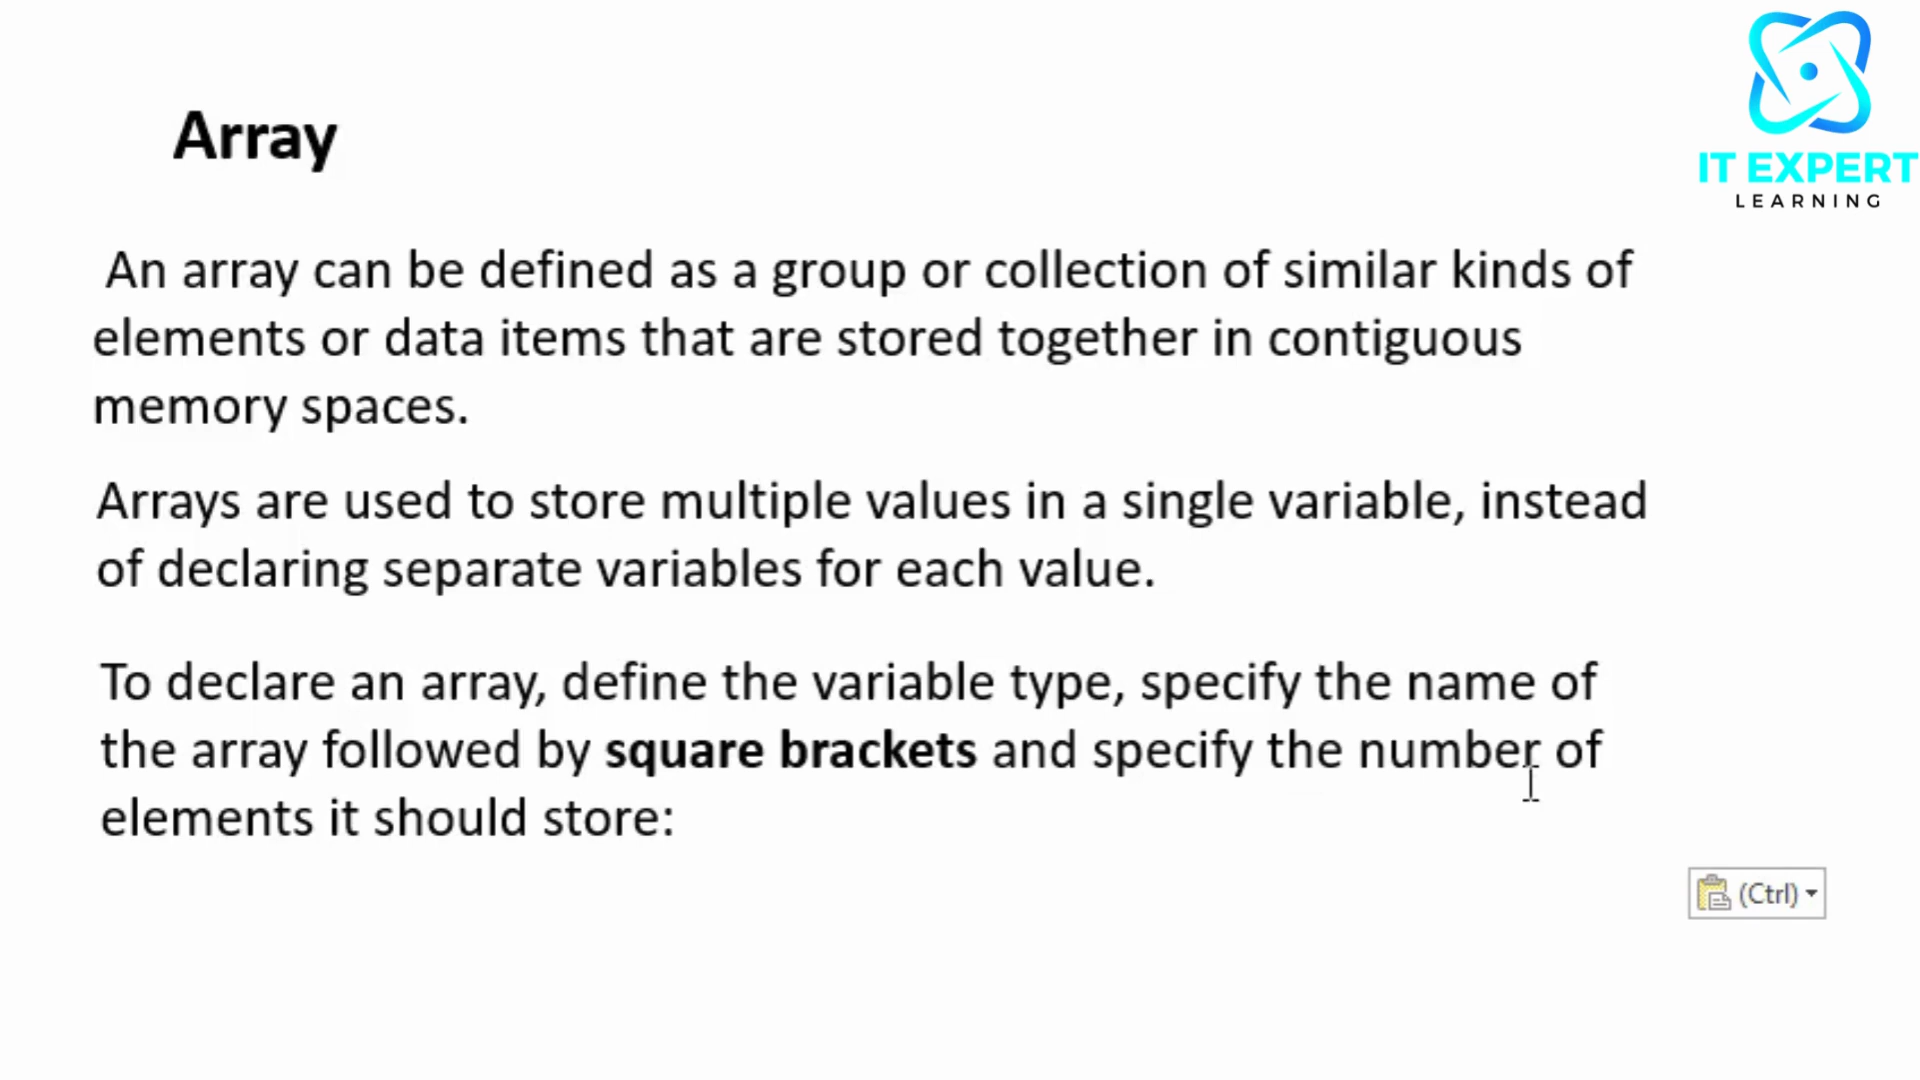 IT EXPERT
LEARNING
Array
An array can be defined as a group or collection of similar kinds of
elements or data items that are stored together in contiguous
memory spaces.
Arrays are used to store multiple values in a single variable, instead
of declaring separate variables for each value.
To declare an array, define the variable type, specify the name of
the array followed by square brackets and specify the number of
elements it should store:
(Ctrl)